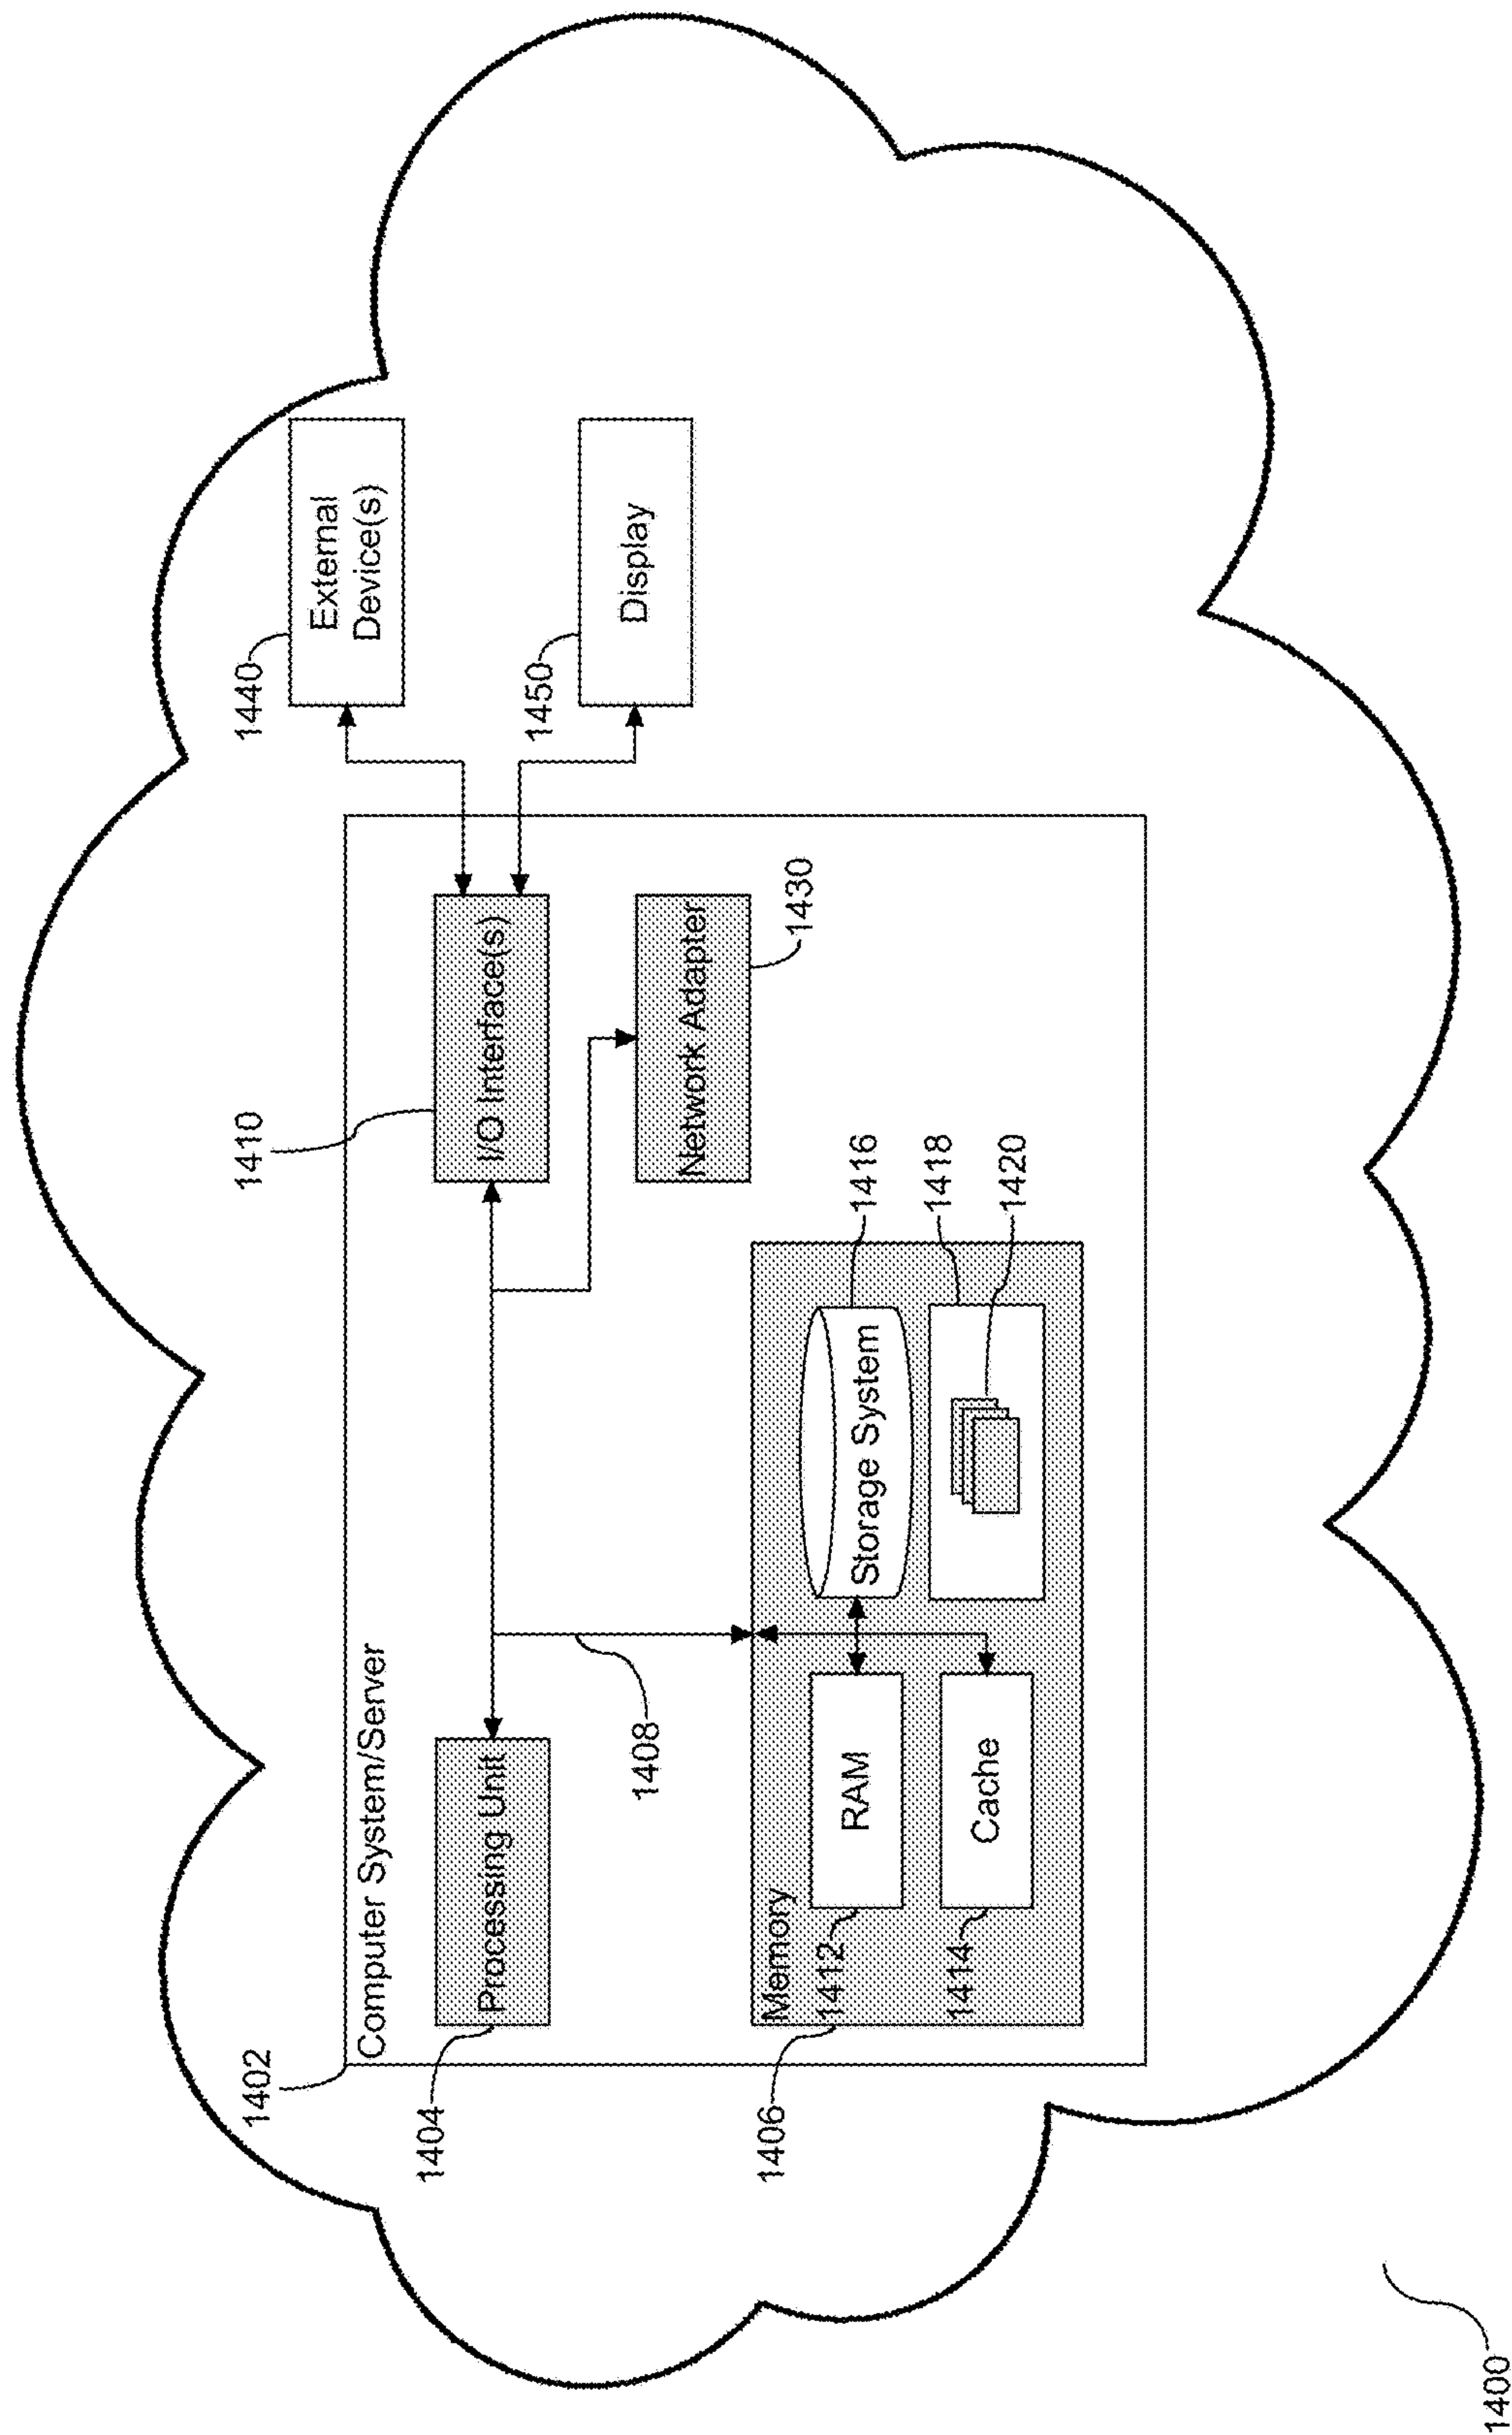 1402
Computer System/Server
1404
Processing Unit
1410
I/O Interface(s)
1440
External
Device(s)
1450
Display
1408
Network Adapter
1430
1406
Memory
1412
RAM
Storage System
1416
1414
Cache
1418
1420
1400